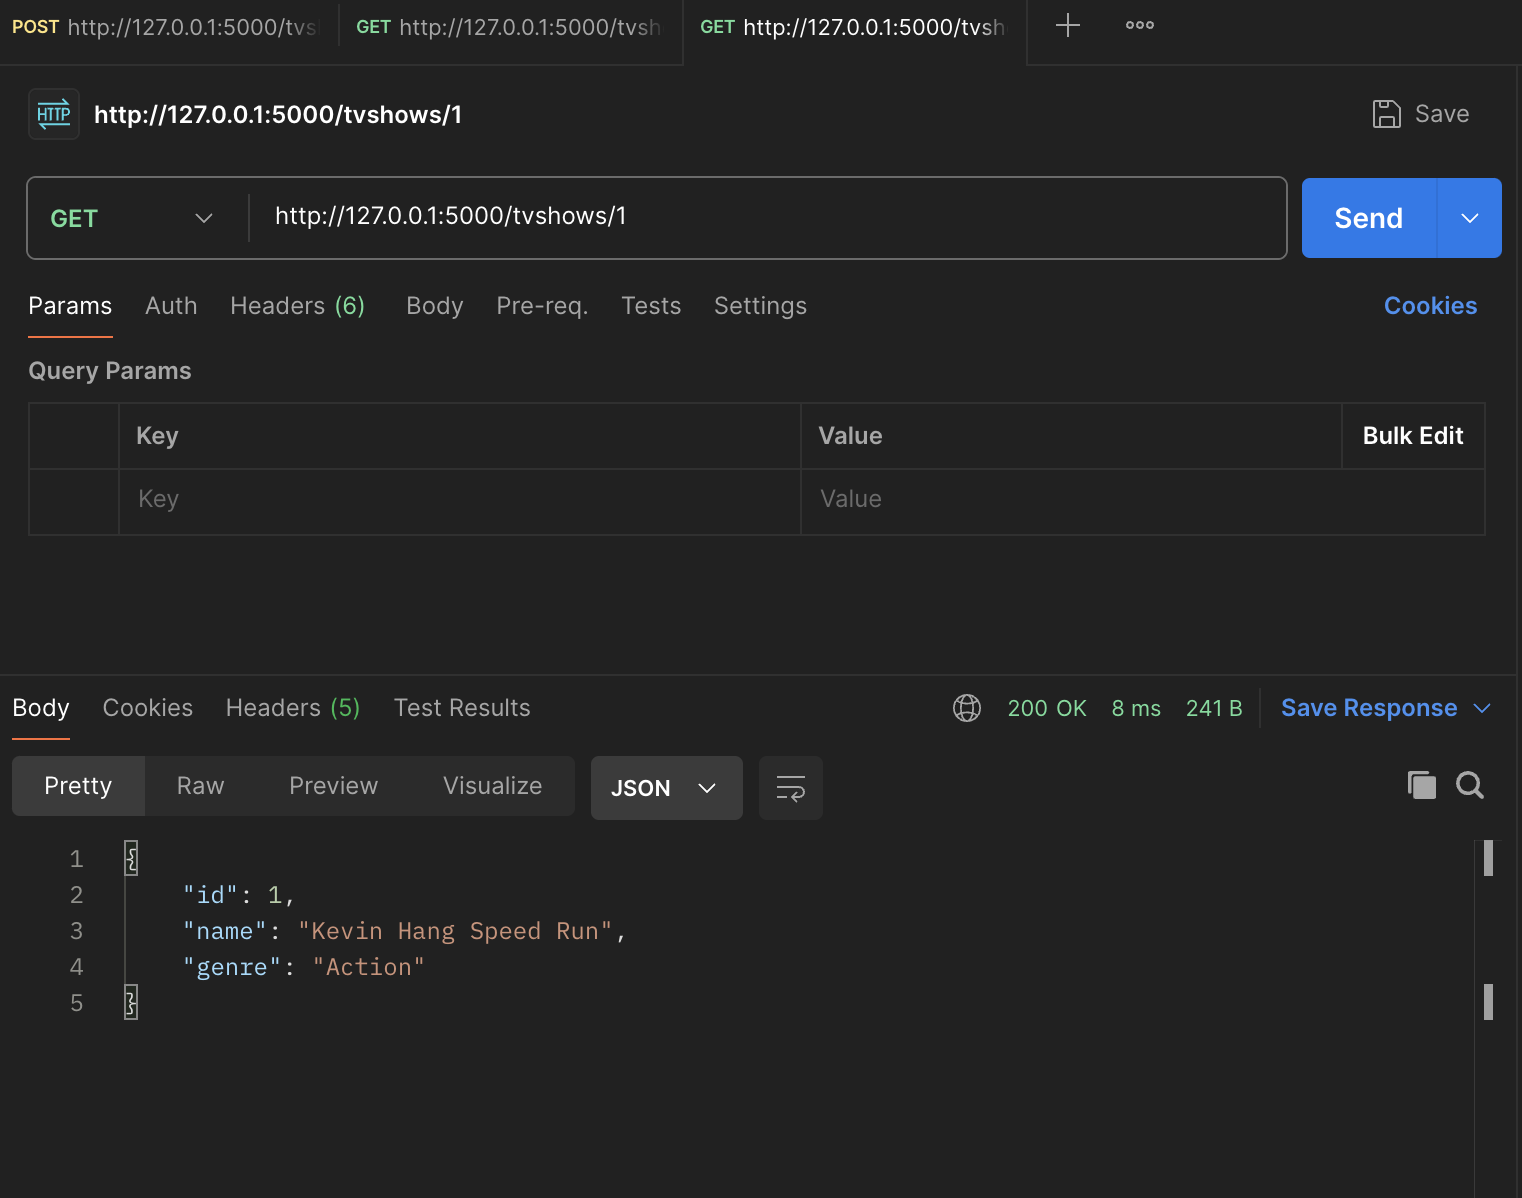 POST http://127.0.0.1:5000/tvs GET http://127.0.0.1:5000/tvsh GET http://127.0.0.1:5000/tvsh
HTTP http://127.0.0.1:5000/tvshows/1 Save
GET http://127.0.0.1:5000/tvshows/1 Send
Params Auth Headers (6) Body Pre-req. Tests Settings Cookies
Query Params
Key Value Bulk Edit
Key Value
Body Cookies Headers (5) Test Results 200 OK 8 ms 241 B Save Response
Pretty Raw Preview Visualize JSON
1 {
2 "id": 1,
3 "name": "Kevin Hang Speed Run",
4 "genre": "Action"
5 }